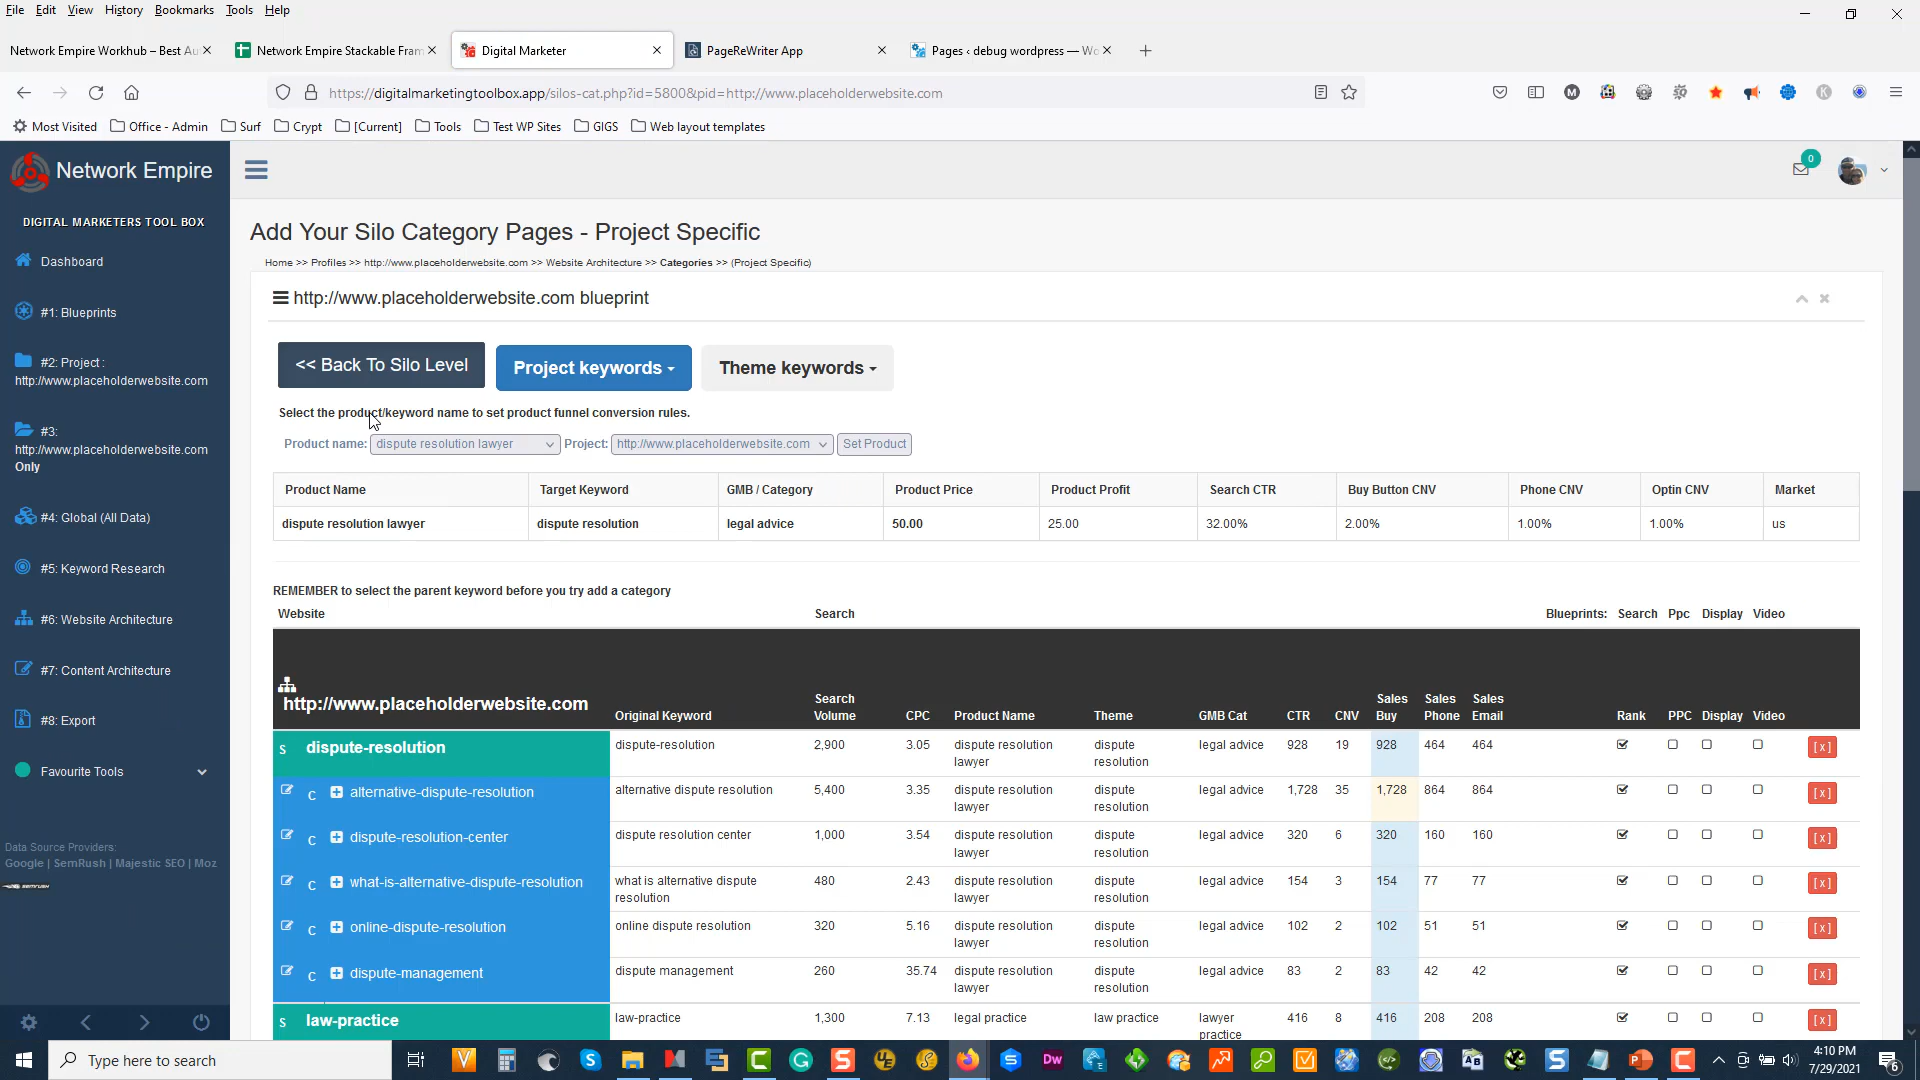 File Edit View History Bookmarks Tools Help
Network Empire Workhub – Best Au
Network Empire Stackable Fram
Digital Marketer
PageReWriter App
Pages ‹ debug wordpress — Wo
https://digitalmarketingtoolbox.app/silos-cat.php?id=5800&pid=http://www.placeholderwebsite.com
Most Visited Office - Admin Surf Crypt [Current] Tools Test WP Sites GIGS Web layout templates
Network Empire
0
DIGITAL MARKETERS TOOL BOX
Dashboard
#1: Blueprints
#2: Project :
http://www.placeholderwebsite.com
#3:
http://www.placeholderwebsite.com
Only
#4: Global (All Data)
#5: Keyword Research
#6: Website Architecture
#7: Content Architecture
#8: Export
Favourite Tools
Data Source Providers:
Google | SemRush | Majestic SEO | Moz
SEMRUSH
Add Your Silo Category Pages - Project Specific
Home >> Profiles >> http://www.placeholderwebsite.com >> Website Architecture >> Categories >> (Project Specific)
http://www.placeholderwebsite.com blueprint
<< Back To Silo Level Project keywords Theme keywords
Select the product/keyword name to set product funnel conversion rules.
Product name: dispute resolution lawyer Project: http://www.placeholderwebsite.com Set Product
Product Name Target Keyword GMB / Category Product Price Product Profit Search CTR Buy Button CNV Phone CNV Optin CNV Market
dispute resolution lawyer dispute resolution legal advice 50.00 25.00 32.00% 2.00% 1.00% 1.00% us
REMEMBER to select the parent keyword before you try add a category
Website Search Blueprints: Search Ppc Display Video
http://www.placeholderwebsite.com Original Keyword Search Volume CPC Product Name Theme GMB Cat CTR CNV Sales Buy Sales Phone Sales Email Rank PPC Display Video
S dispute-resolution dispute-resolution 2,900 3.05 dispute resolution lawyer dispute resolution legal advice 928 19 928 464 464 [ x ]
C alternative-dispute-resolution alternative dispute resolution 5,400 3.35 dispute resolution lawyer dispute resolution legal advice 1,728 35 1,728 864 864 [ x ]
C dispute-resolution-center dispute resolution center 1,000 3.54 dispute resolution lawyer dispute resolution legal advice 320 6 320 160 160 [ x ]
C what-is-alternative-dispute-resolution what is alternative dispute resolution 480 2.43 dispute resolution lawyer dispute resolution legal advice 154 3 154 77 77 [ x ]
C online-dispute-resolution online dispute resolution 320 5.16 dispute resolution lawyer dispute resolution legal advice 102 2 102 51 51 [ x ]
C dispute-management dispute management 260 35.74 dispute resolution lawyer dispute resolution legal advice 83 2 83 42 42 [ x ]
S law-practice law-practice 1,300 7.13 legal practice law practice lawyer practice 416 8 416 208 208 [ x ]
Type here to search
4:10 PM
7/29/2021
6